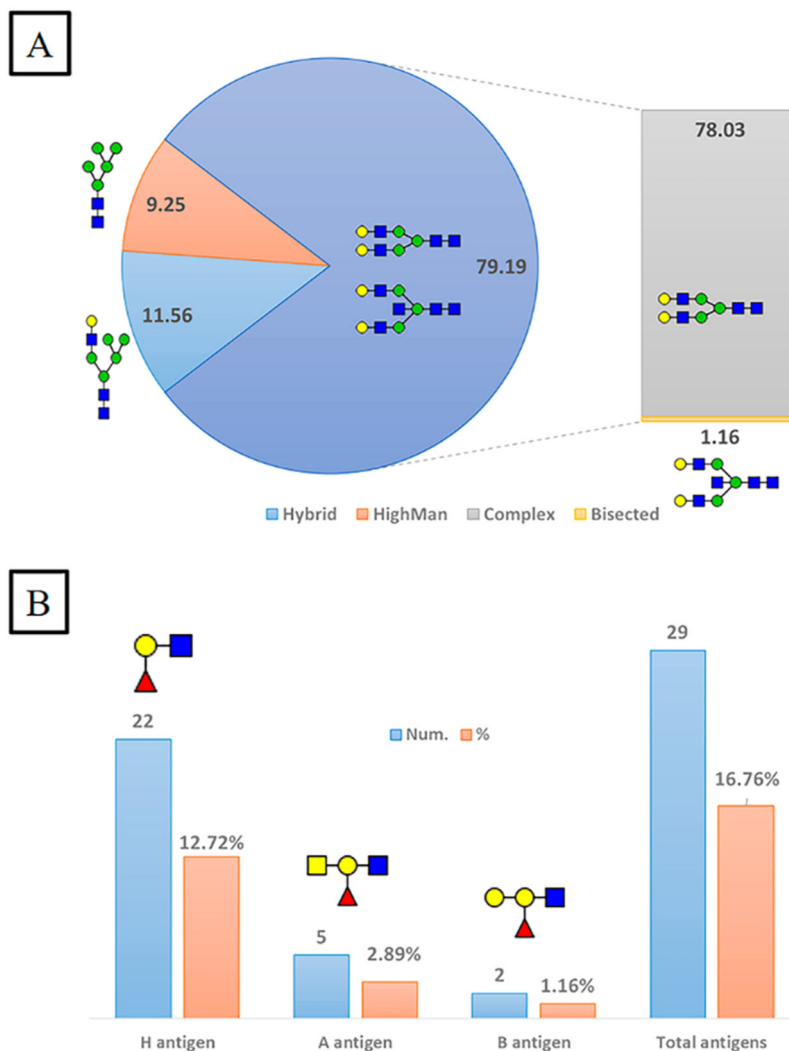 A
78.03
9.25
79.19
11.56
1.16
Hybrid HighMan Complex Bisected
B
29
22
Num. %
16.76%
12.72%
5
2.89%
2
1.16%
H antigen A antigen B antigen Total antigens